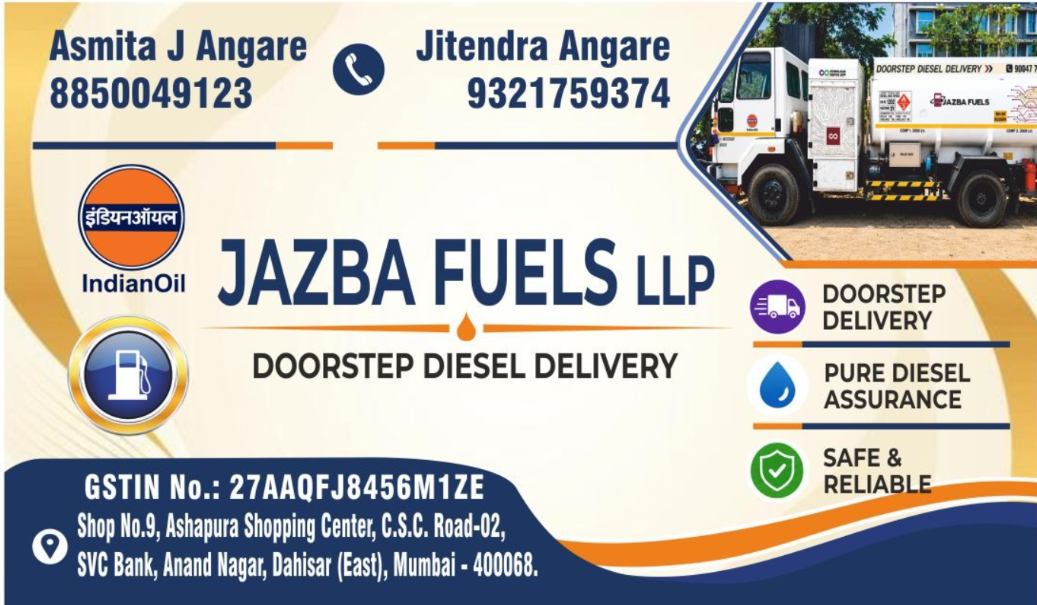 Asmita J Angare
8850049123
Jitendra Angare
9321759374
DOORSTEP DIESEL DELIVERY
JAZBA FUELS
इंडियनऑयल
IndianOil
JAZBA FUELS LLP
DOORSTEP DIESEL DELIVERY
DOORSTEP
DELIVERY
PURE DIESEL
ASSURANCE
SAFE &
RELIABLE
GSTIN No.: 27AAQFJ8456M1ZE
Shop No.9, Ashapura Shopping Center, C.S.C. Road-02,
SVC Bank, Anand Nagar, Dahisar (East), Mumbai - 400068.